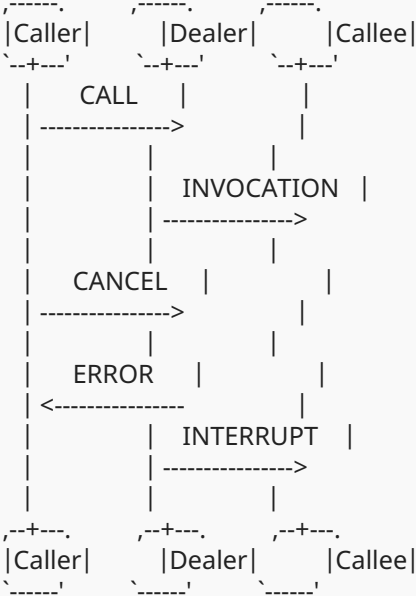 ,------.          ,------.          ,------.
|Caller|          |Dealer|          |Callee|
`--+---'          `--+---'          `--+---'
   |       CALL      |                 |
   | ---------------->                 |
   |                 |                 |
   |                 |    INVOCATION   |
   |                 | ---------------->
   |                 |                 |
   |      CANCEL     |                 |
   | ---------------->                 |
   |                 |                 |
   |      ERROR      |                 |
   | <----------------                 |
   |                 |    INTERRUPT    |
   |                 | ---------------->
   |                 |                 |
,--+---.          ,--+---.          ,--+---.
|Caller|          |Dealer|          |Callee|
`------'          `------'          `------'